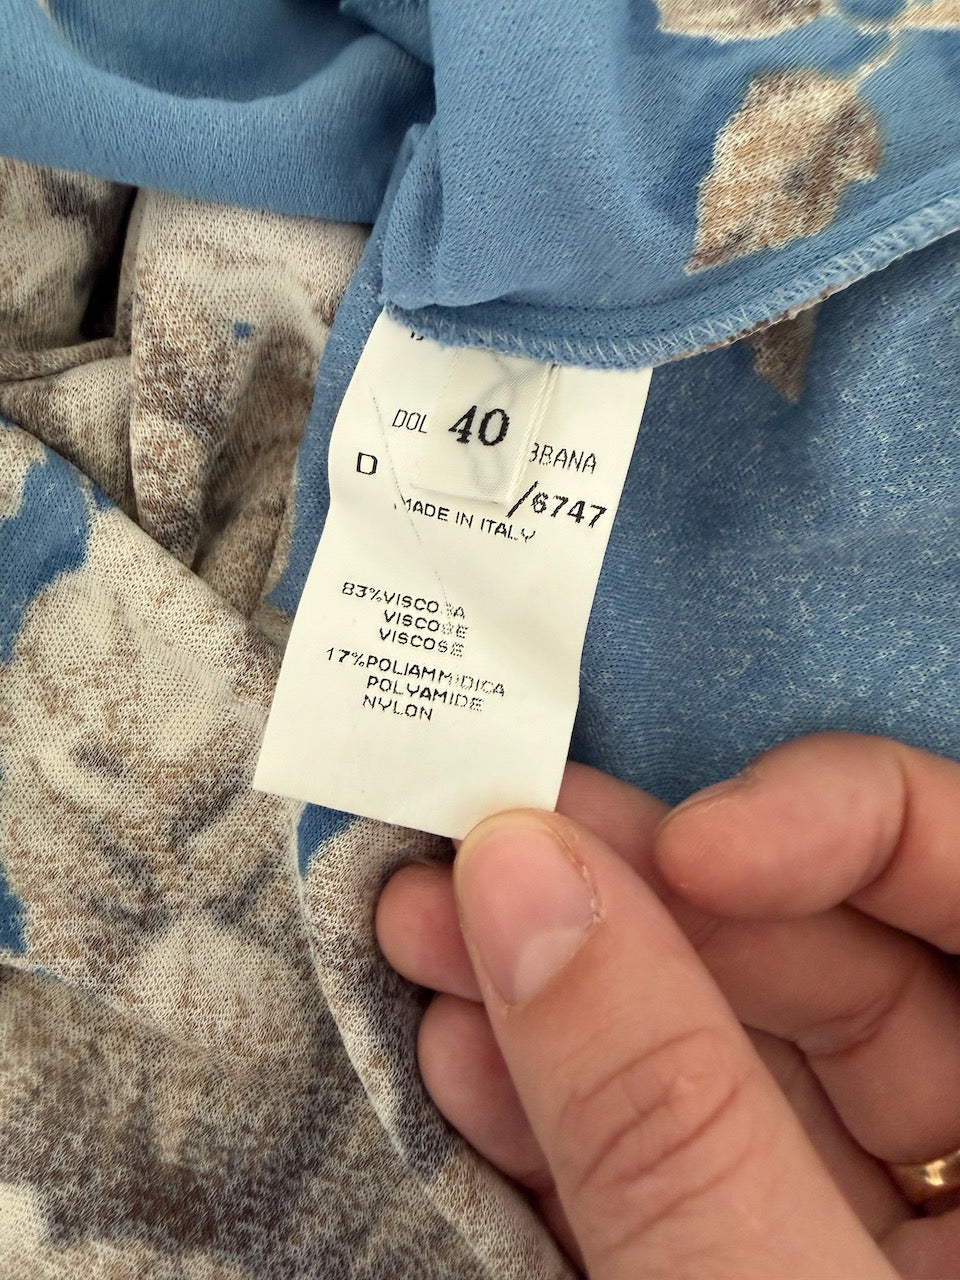 DOL 40 BBANA
D /6747
MADE IN ITALY
83%VISCOSA
VISCOSE
VISCOSE
17%POLIAMMIDICA
POLYAMIDE
NYLON